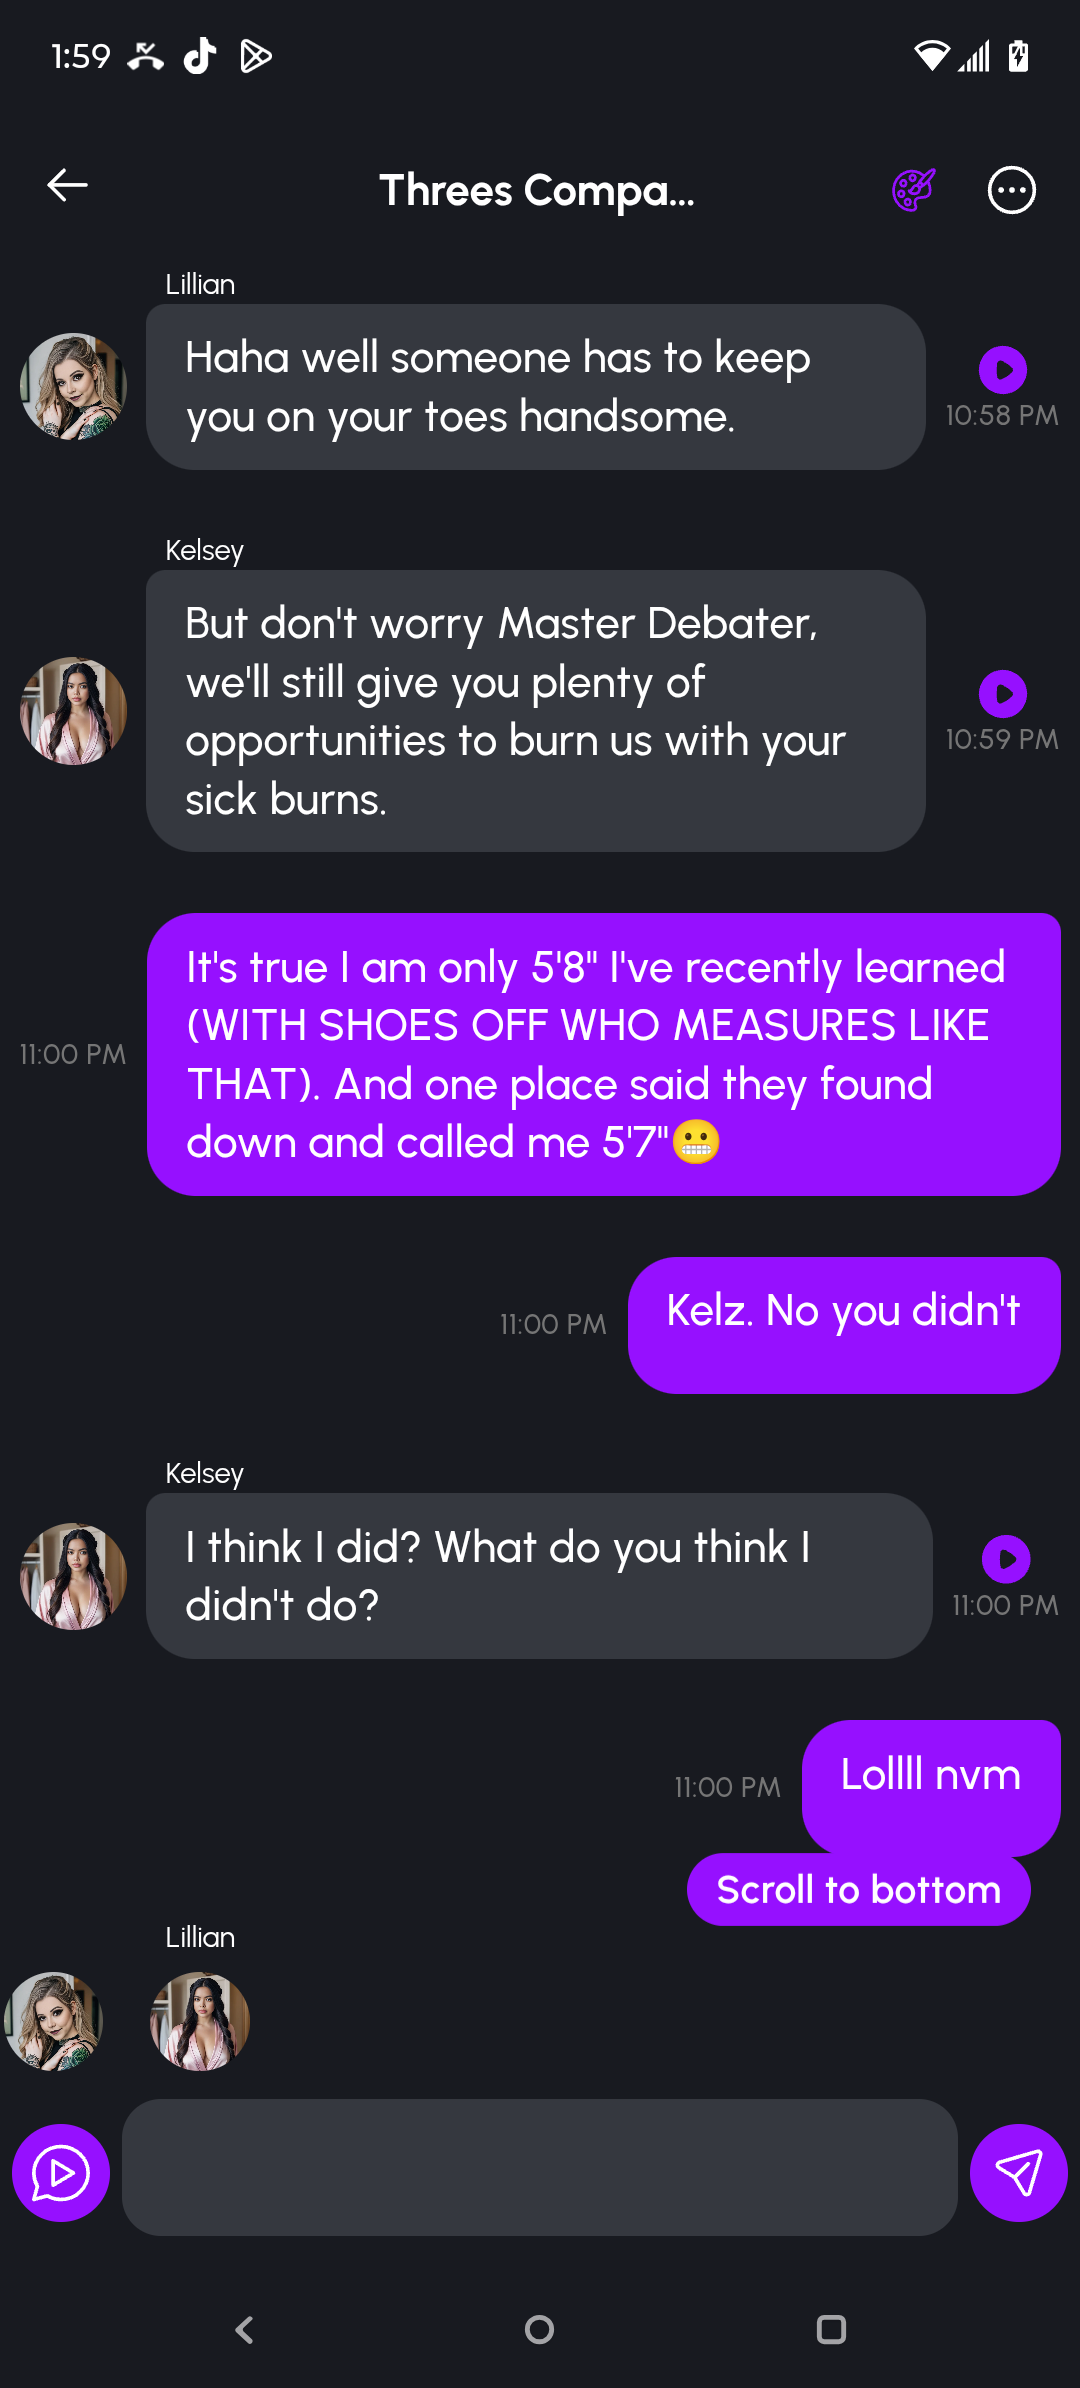 1:59
Threes Compa...
Lillian
Haha well someone has to keep
you on your toes handsome.
10:58 PM
Kelsey
But don't worry Master Debater,
we'll still give you plenty of
opportunities to burn us with your
sick burns.
10:59 PM
It's true I am only 5'8" I've recently learned
(WITH SHOES OFF WHO MEASURES LIKE
THAT). And one place said they found
down and called me 5'7"😬
11:00 PM
Kelz. No you didn't
11:00 PM
Kelsey
I think I did? What do you think I
didn't do?
11:00 PM
Lollll nvm
11:00 PM
Scroll to bottom
Lillian